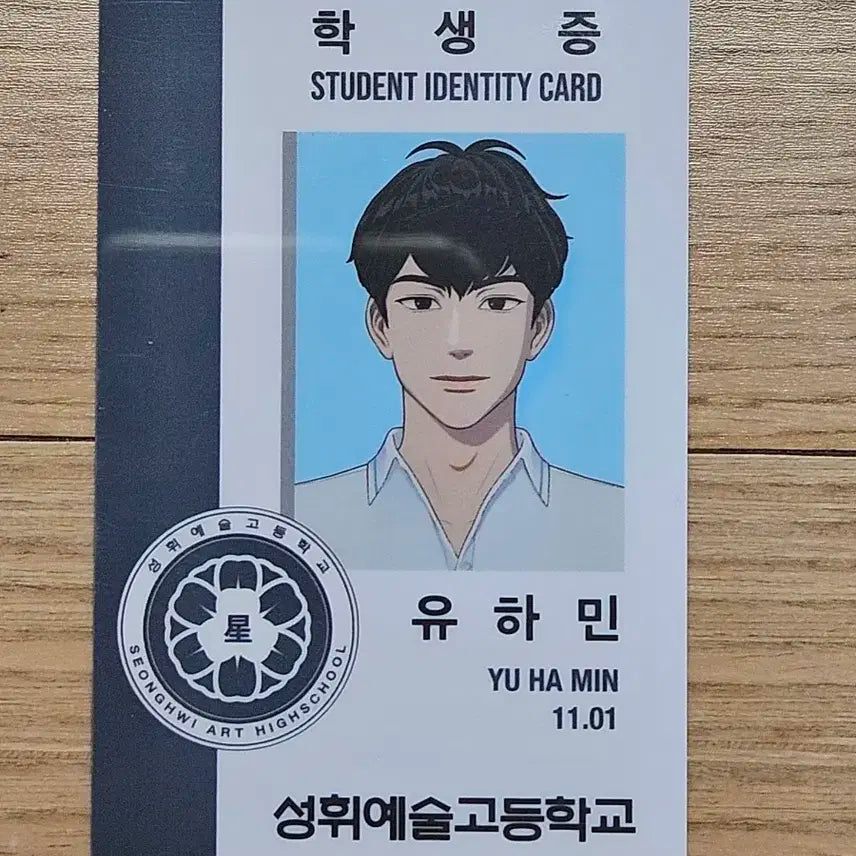 학 생 증
STUDENT IDENTITY CARD
성휘예술고등학교
星
SEONGHWI ART HIGHSCHOOL
유 하 민
YU HA MIN
11.01
성휘예술고등학교